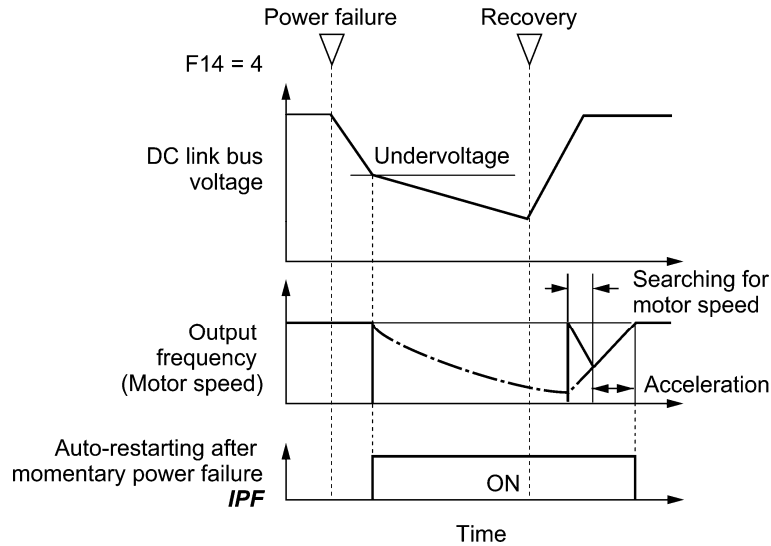 Power failure
Recovery
F14 = 4
DC link bus
voltage
Undervoltage
Searching for
motor speed
Output
frequency
(Motor speed)
Acceleration
Auto-restarting after
momentary power failure
IPF
ON
Time